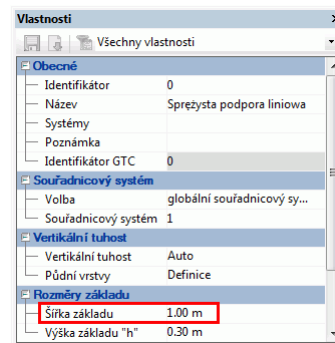 Vlastnosti
Všechny vlastnosti
Obecné
Identifikátor 0
Název Sprężysta podpora liniowa
Systémy
Poznámka
Identifikátor GTC 0
Souřadnicový systém
Volba globální souřadnicový sy...
Souřadnicový systém 1
Vertikální tuhost
Vertikální tuhost Auto
Půdní vrstvy Definice
Rozměry základu
Šířka základu 1.00 m
Výška základu "h" 0.30 m